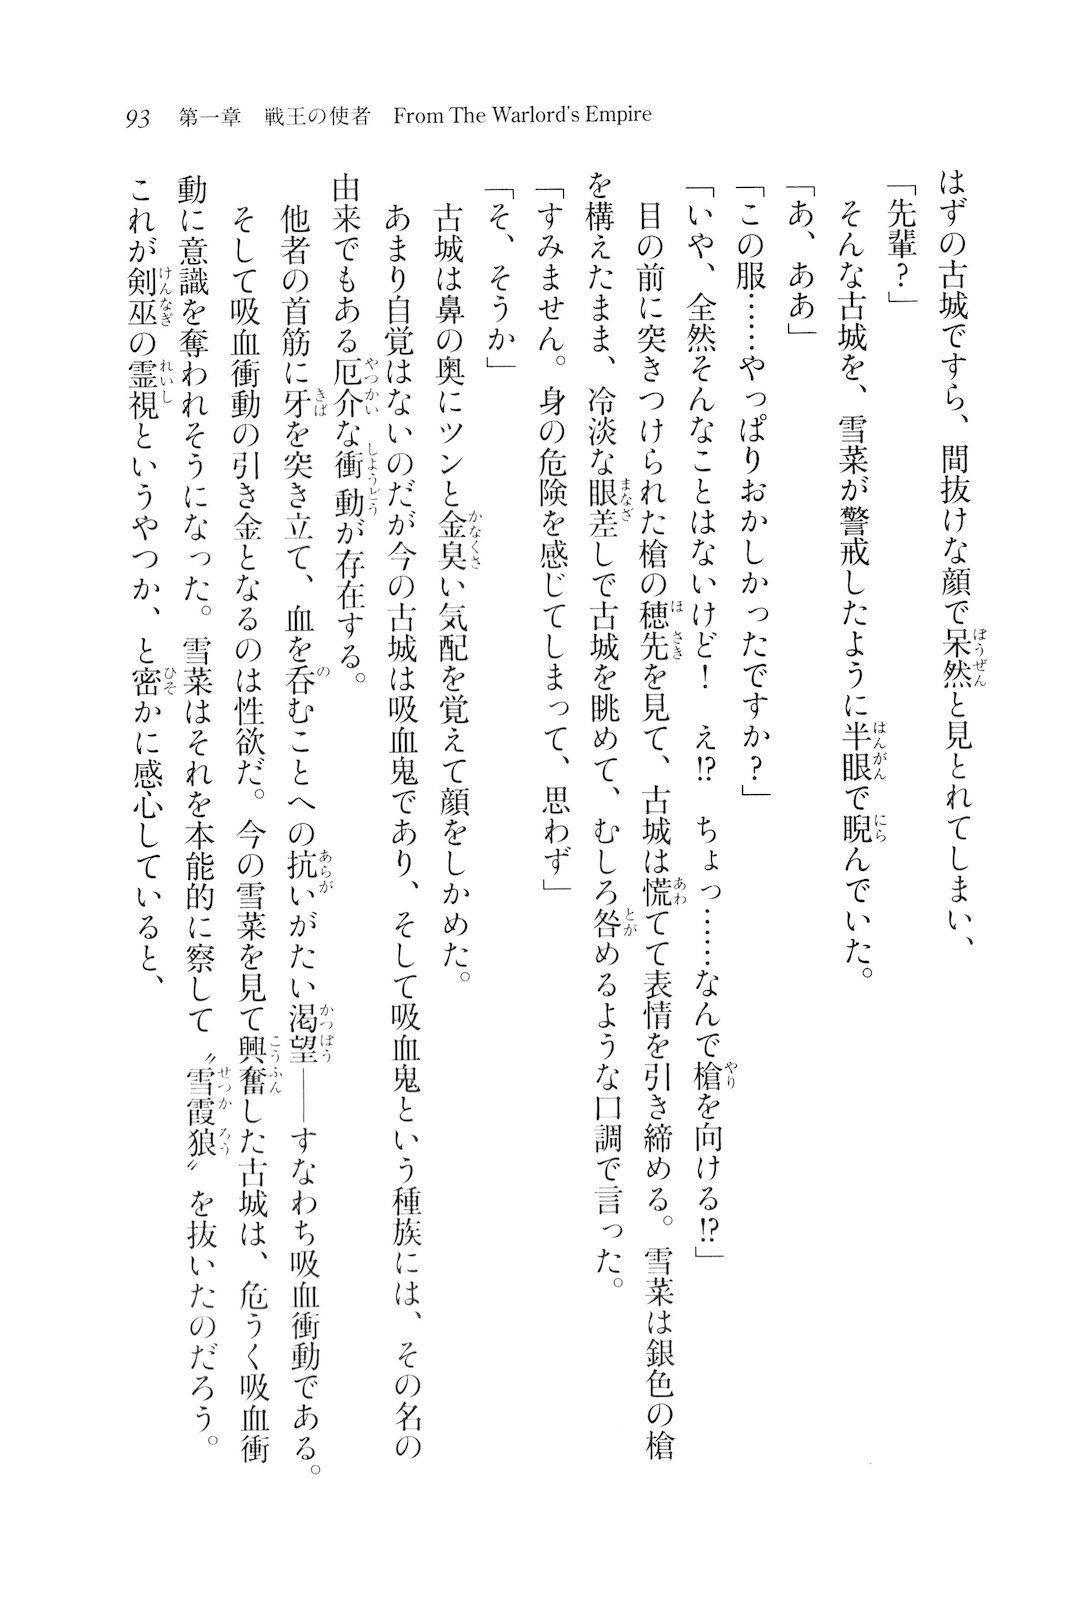 93　第一章　戦王の使者　From The Warlord's Empire
はずの古城ですら、間抜けな顔で呆然と見とれてしまい、
「先輩？」
　そんな古城を、雪菜が警戒したように半眼で睨んでいた。
「あ、ああ」
「この服……やっぱりおかしかったですか？」
「いや、全然そんなことはないけど！　え!?　ちょっ……なんで槍を向ける!?」
　目の前に突きつけられた槍の穂先を見て、古城は慌てて表情を引き締める。雪菜は銀色の槍
を構えたまま、冷淡な眼差しで古城を眺めて、むしろ咎めるような口調で言った。
「すみません。身の危険を感じてしまって、思わず」
「そ、そうか」
　古城は鼻の奥にツンと金臭い気配を覚えて顔をしかめた。
　あまり自覚はないのだが今の古城は吸血鬼であり、そして吸血鬼という種族には、その名の
由来でもある厄介な衝動が存在する。
　他者の首筋に牙を突き立て、血を呑むことへの抗いがたい渇望――すなわち吸血衝動である。
　そして吸血衝動の引き金となるのは性欲だ。今の雪菜を見て興奮した古城は、危うく吸血衝
動に意識を奪われそうになった。雪菜はそれを本能的に察して〝雪霞狼〟を抜いたのだろう。
これが剣巫の霊視というやつか、と密かに感心していると、